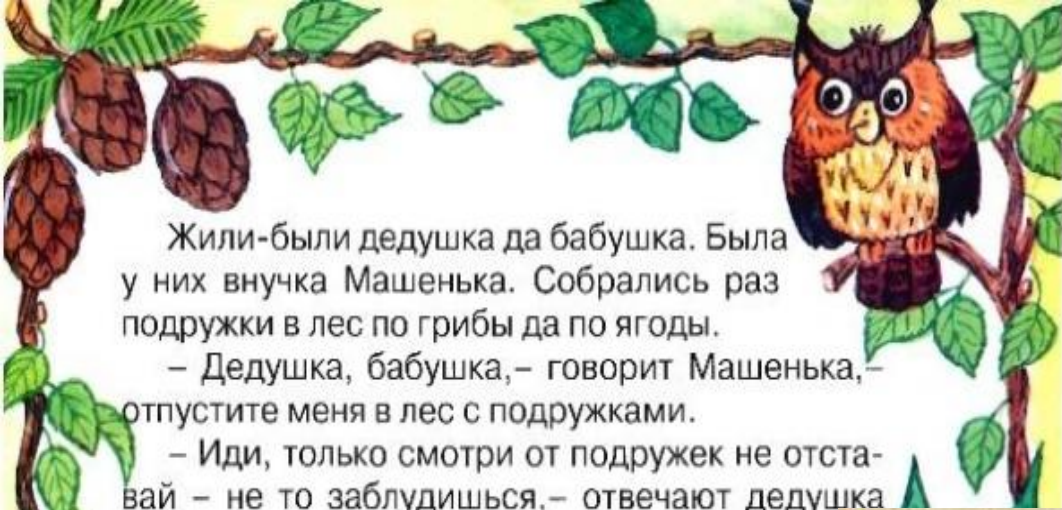 Жили-были дедушка да бабушка. Была
у них внучка Машенька. Собрались раз
подружки в лес по грибы да по ягоды.
– Дедушка, бабушка,– говорит Машенька,–
отпустите меня в лес с подружками.
– Иди, только смотри от подружек не отста-
вай – не то заблудишься,– отвечают дедушка